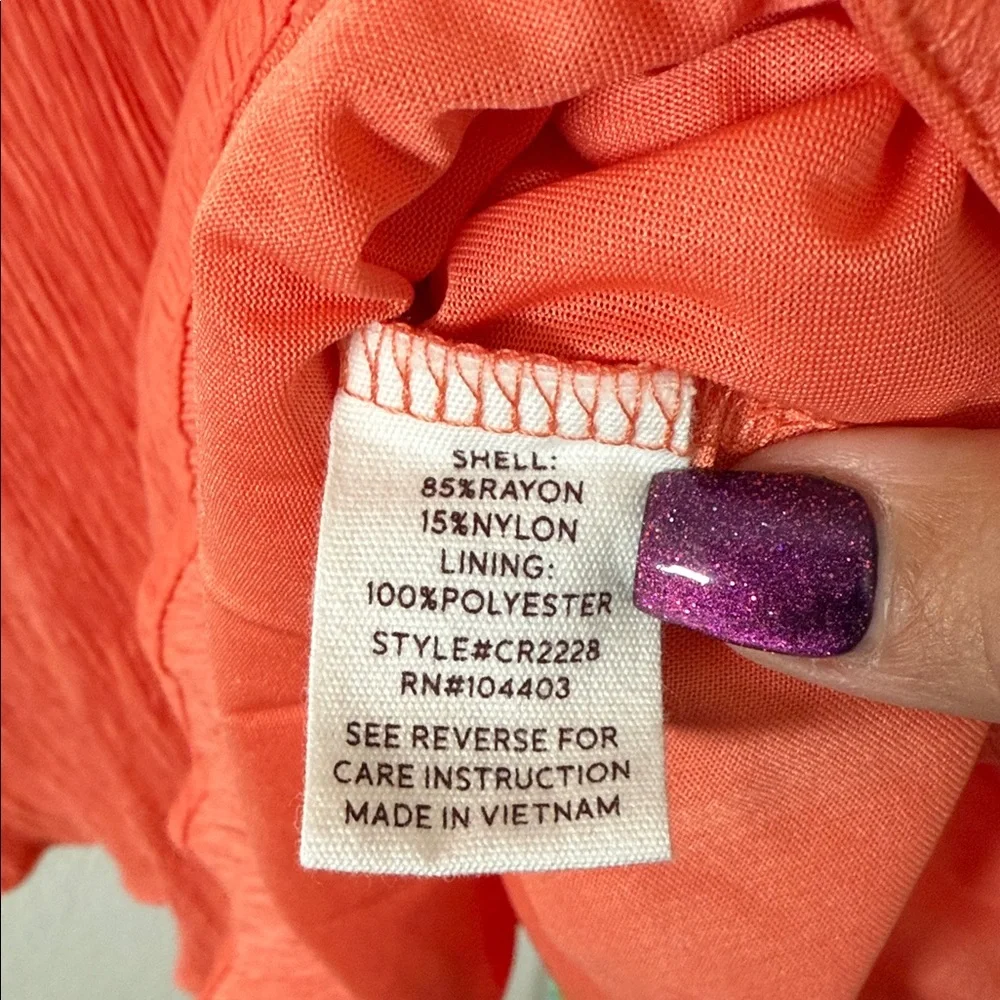 SHELL:
85%RAYON
15%NYLON
LINING:
100%POLYESTER
STYLE#CR2228
RN#104403
SEE REVERSE FOR
CARE INSTRUCTION
MADE IN VIETNAM